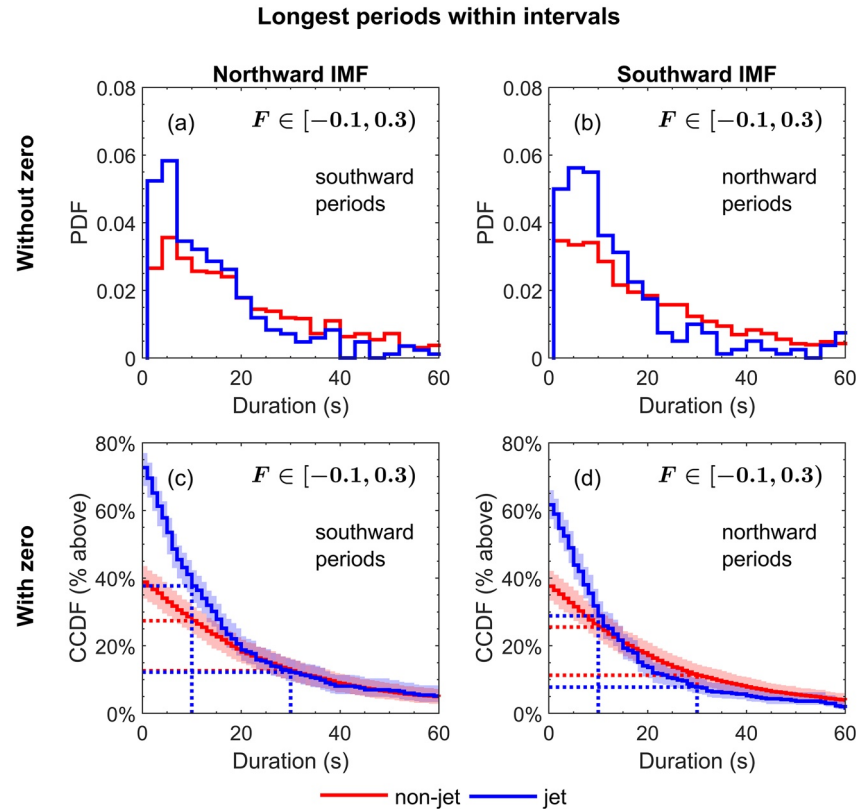 Longest periods within intervals
Northward IMF
Southward IMF
Without zero
With zero
(a)
F ∈ [−0.1, 0.3)
southward
periods
PDF
0.08
0.06
0.04
0.02
0
0 20 40 60
Duration (s)
(b)
F ∈ [−0.1, 0.3)
northward
periods
PDF
0.08
0.06
0.04
0.02
0
0 20 40 60
Duration (s)
(c)
F ∈ [−0.1, 0.3)
southward
periods
CCDF (% above)
80%
60%
40%
20%
0%
0 20 40 60
Duration (s)
(d)
F ∈ [−0.1, 0.3)
northward
periods
CCDF (% above)
80%
60%
40%
20%
0%
0 20 40 60
Duration (s)
non-jet jet